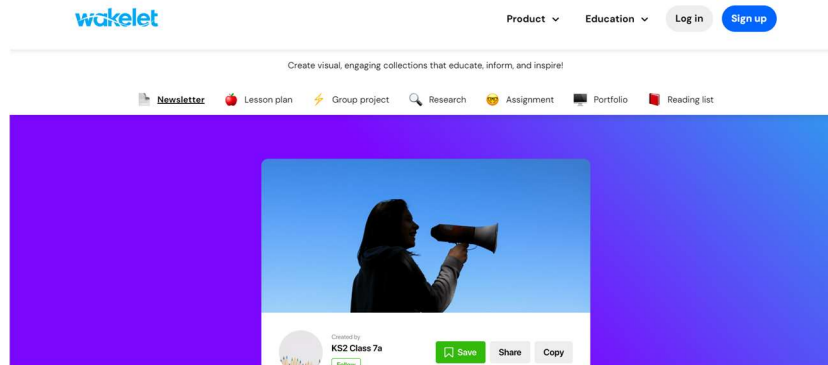 wakelet
Product Education Log in Sign up
Create visual, engaging collections that educate, inform, and inspire!
Newsletter Lesson plan Group project Research Assignment Portfolio Reading list
Created by
KS2 Class 7a
Save Share Copy
Follow